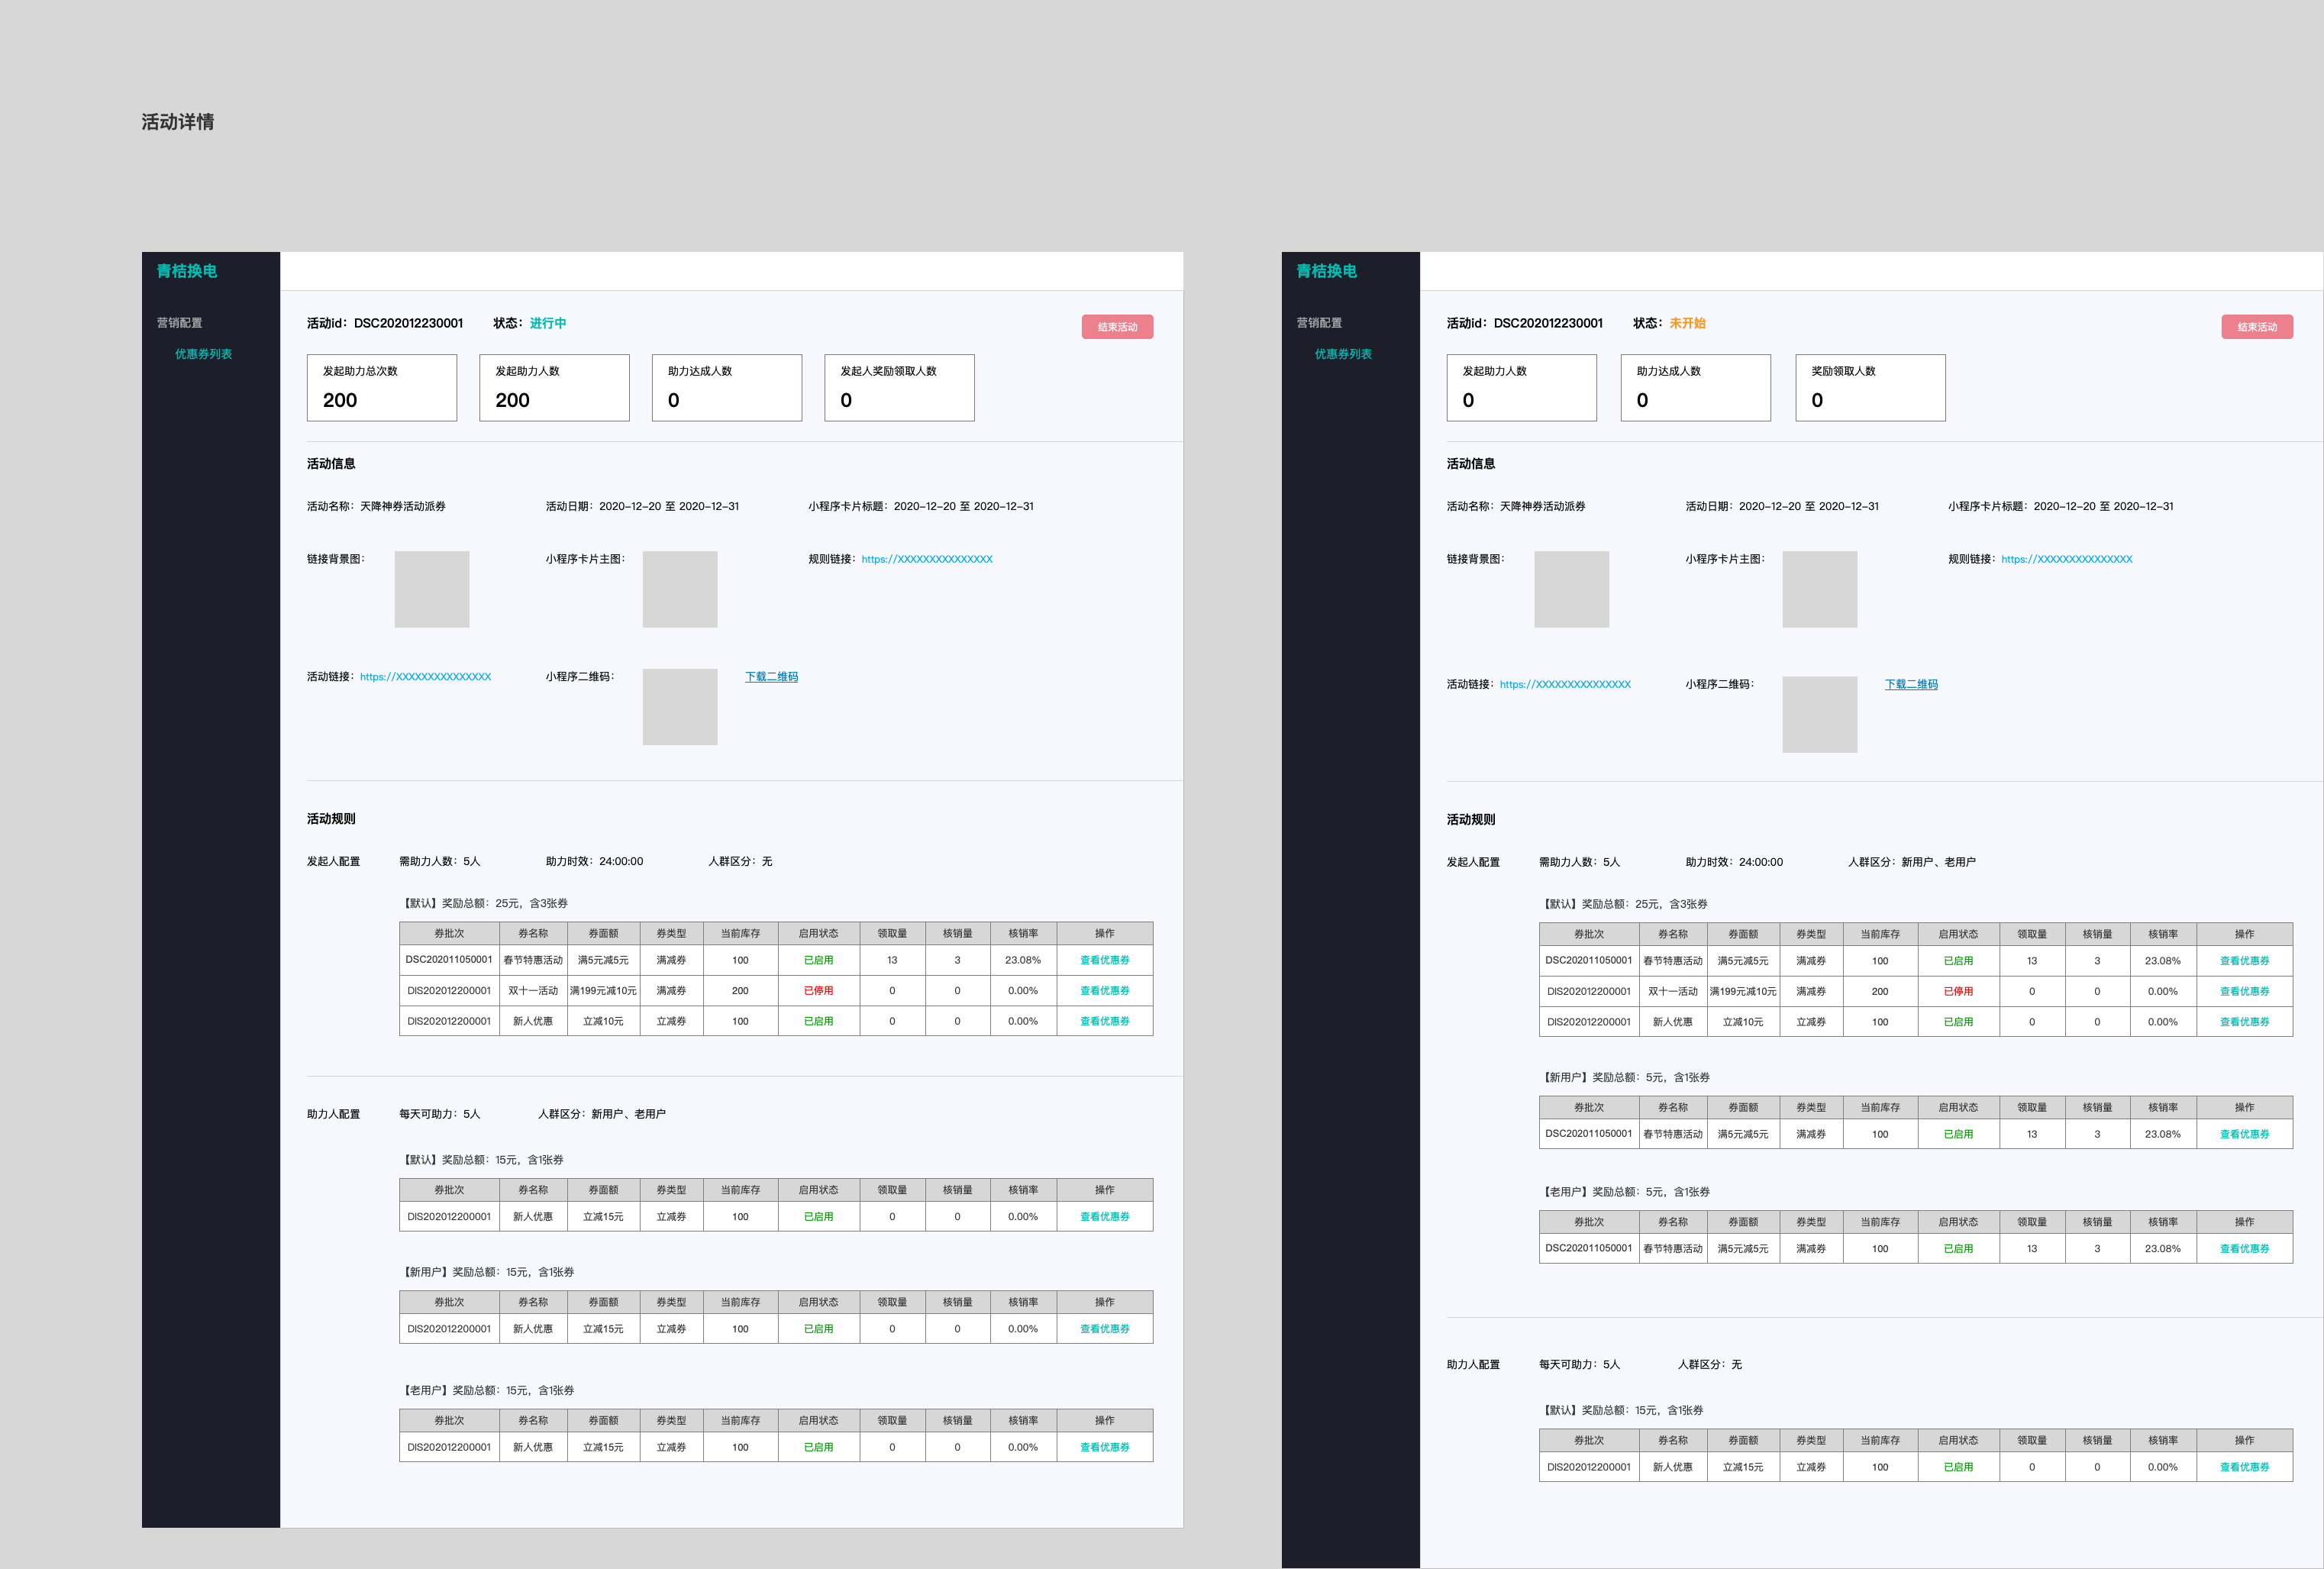 活动详情
青桔换电
营销配置
优惠券列表
活动id：DSC202012230001 状态：进行中 结束活动
发起助力总次数 发起助力人数 助力达成人数 发起人奖励领取人数
200 200 0 0
活动信息
活动名称：天降神券活动派券 活动日期：2020-12-20 至 2020-12-31 小程序卡片标题：2020-12-20 至 2020-12-31
链接背景图： 小程序卡片主图： 规则链接：https://XXXXXXXXXXXXXXX
活动链接：https://XXXXXXXXXXXXXXX 小程序二维码： 下载二维码
活动规则
发起人配置 需助力人数：5人 助力时效：24:00:00 人群区分：无
【默认】奖励总额：25元，含3张券
券批次 券名称 券面额 券类型 当前库存 启用状态 领取量 核销量 核销率 操作
DSC202011050001 春节特惠活动 满5元减5元 满减券 100 已启用 13 3 23.08% 查看优惠券
DIS202012200001 双十一活动 满199元减10元 满减券 200 已停用 0 0 0.00% 查看优惠券
DIS202012200001 新人优惠 立减10元 立减券 100 已启用 0 0 0.00% 查看优惠券
助力人配置 每天可助力：5人 人群区分：新用户、老用户
【默认】奖励总额：15元，含1张券
券批次 券名称 券面额 券类型 当前库存 启用状态 领取量 核销量 核销率 操作
DIS202012200001 新人优惠 立减15元 立减券 100 已启用 0 0 0.00% 查看优惠券
【新用户】奖励总额：15元，含1张券
券批次 券名称 券面额 券类型 当前库存 启用状态 领取量 核销量 核销率 操作
DIS202012200001 新人优惠 立减15元 立减券 100 已启用 0 0 0.00% 查看优惠券
【老用户】奖励总额：15元，含1张券
券批次 券名称 券面额 券类型 当前库存 启用状态 领取量 核销量 核销率 操作
DIS202012200001 新人优惠 立减15元 立减券 100 已启用 0 0 0.00% 查看优惠券
青桔换电
营销配置
优惠券列表
活动id：DSC202012230001 状态：未开始 结束活动
发起助力人数 助力达成人数 奖励领取人数
0 0 0
活动信息
活动名称：天降神券活动派券 活动日期：2020-12-20 至 2020-12-31 小程序卡片标题：2020-12-20 至 2020-12-31
链接背景图： 小程序卡片主图： 规则链接：https://XXXXXXXXXXXXXXX
活动链接：https://XXXXXXXXXXXXXXX 小程序二维码： 下载二维码
活动规则
发起人配置 需助力人数：5人 助力时效：24:00:00 人群区分：新用户、老用户
【默认】奖励总额：25元，含3张券
券批次 券名称 券面额 券类型 当前库存 启用状态 领取量 核销量 核销率 操作
DSC202011050001 春节特惠活动 满5元减5元 满减券 100 已启用 13 3 23.08% 查看优惠券
DIS202012200001 双十一活动 满199元减10元 满减券 200 已停用 0 0 0.00% 查看优惠券
DIS202012200001 新人优惠 立减10元 立减券 100 已启用 0 0 0.00% 查看优惠券
【新用户】奖励总额：5元，含1张券
券批次 券名称 券面额 券类型 当前库存 启用状态 领取量 核销量 核销率 操作
DSC202011050001 春节特惠活动 满5元减5元 满减券 100 已启用 13 3 23.08% 查看优惠券
【老用户】奖励总额：5元，含1张券
券批次 券名称 券面额 券类型 当前库存 启用状态 领取量 核销量 核销率 操作
DSC202011050001 春节特惠活动 满5元减5元 满减券 100 已启用 13 3 23.08% 查看优惠券
助力人配置 每天可助力：5人 人群区分：无
【默认】奖励总额：15元，含1张券
券批次 券名称 券面额 券类型 当前库存 启用状态 领取量 核销量 核销率 操作
DIS202012200001 新人优惠 立减15元 立减券 100 已启用 0 0 0.00% 查看优惠券